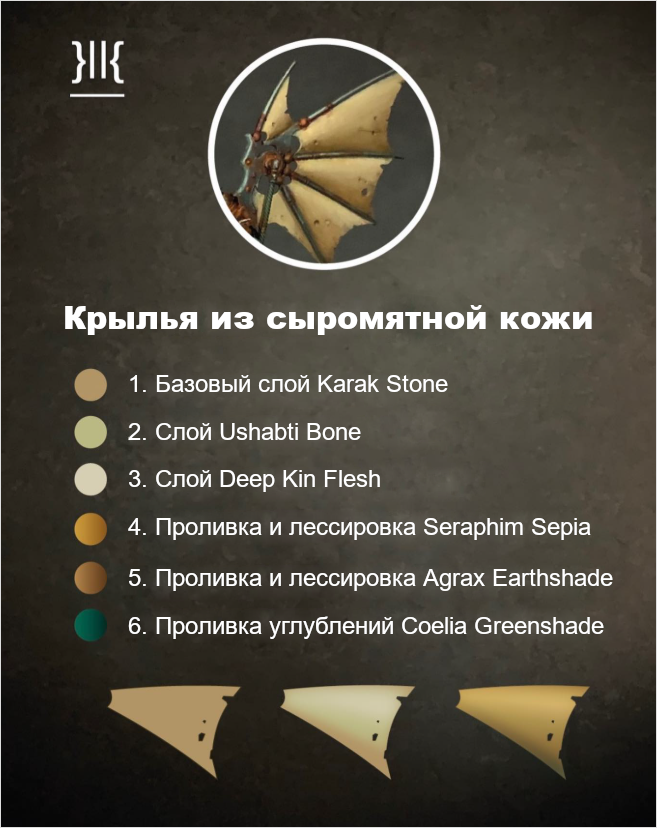 Крылья из сыромятной кожи
1. Базовый слой Karak Stone
2. Слой Ushabti Bone
3. Слой Deep Kin Flesh
4. Проливка и лессировка Seraphim Sepia
5. Проливка и лессировка Agrax Earthshade
6. Проливка углублений Coelia Greenshade